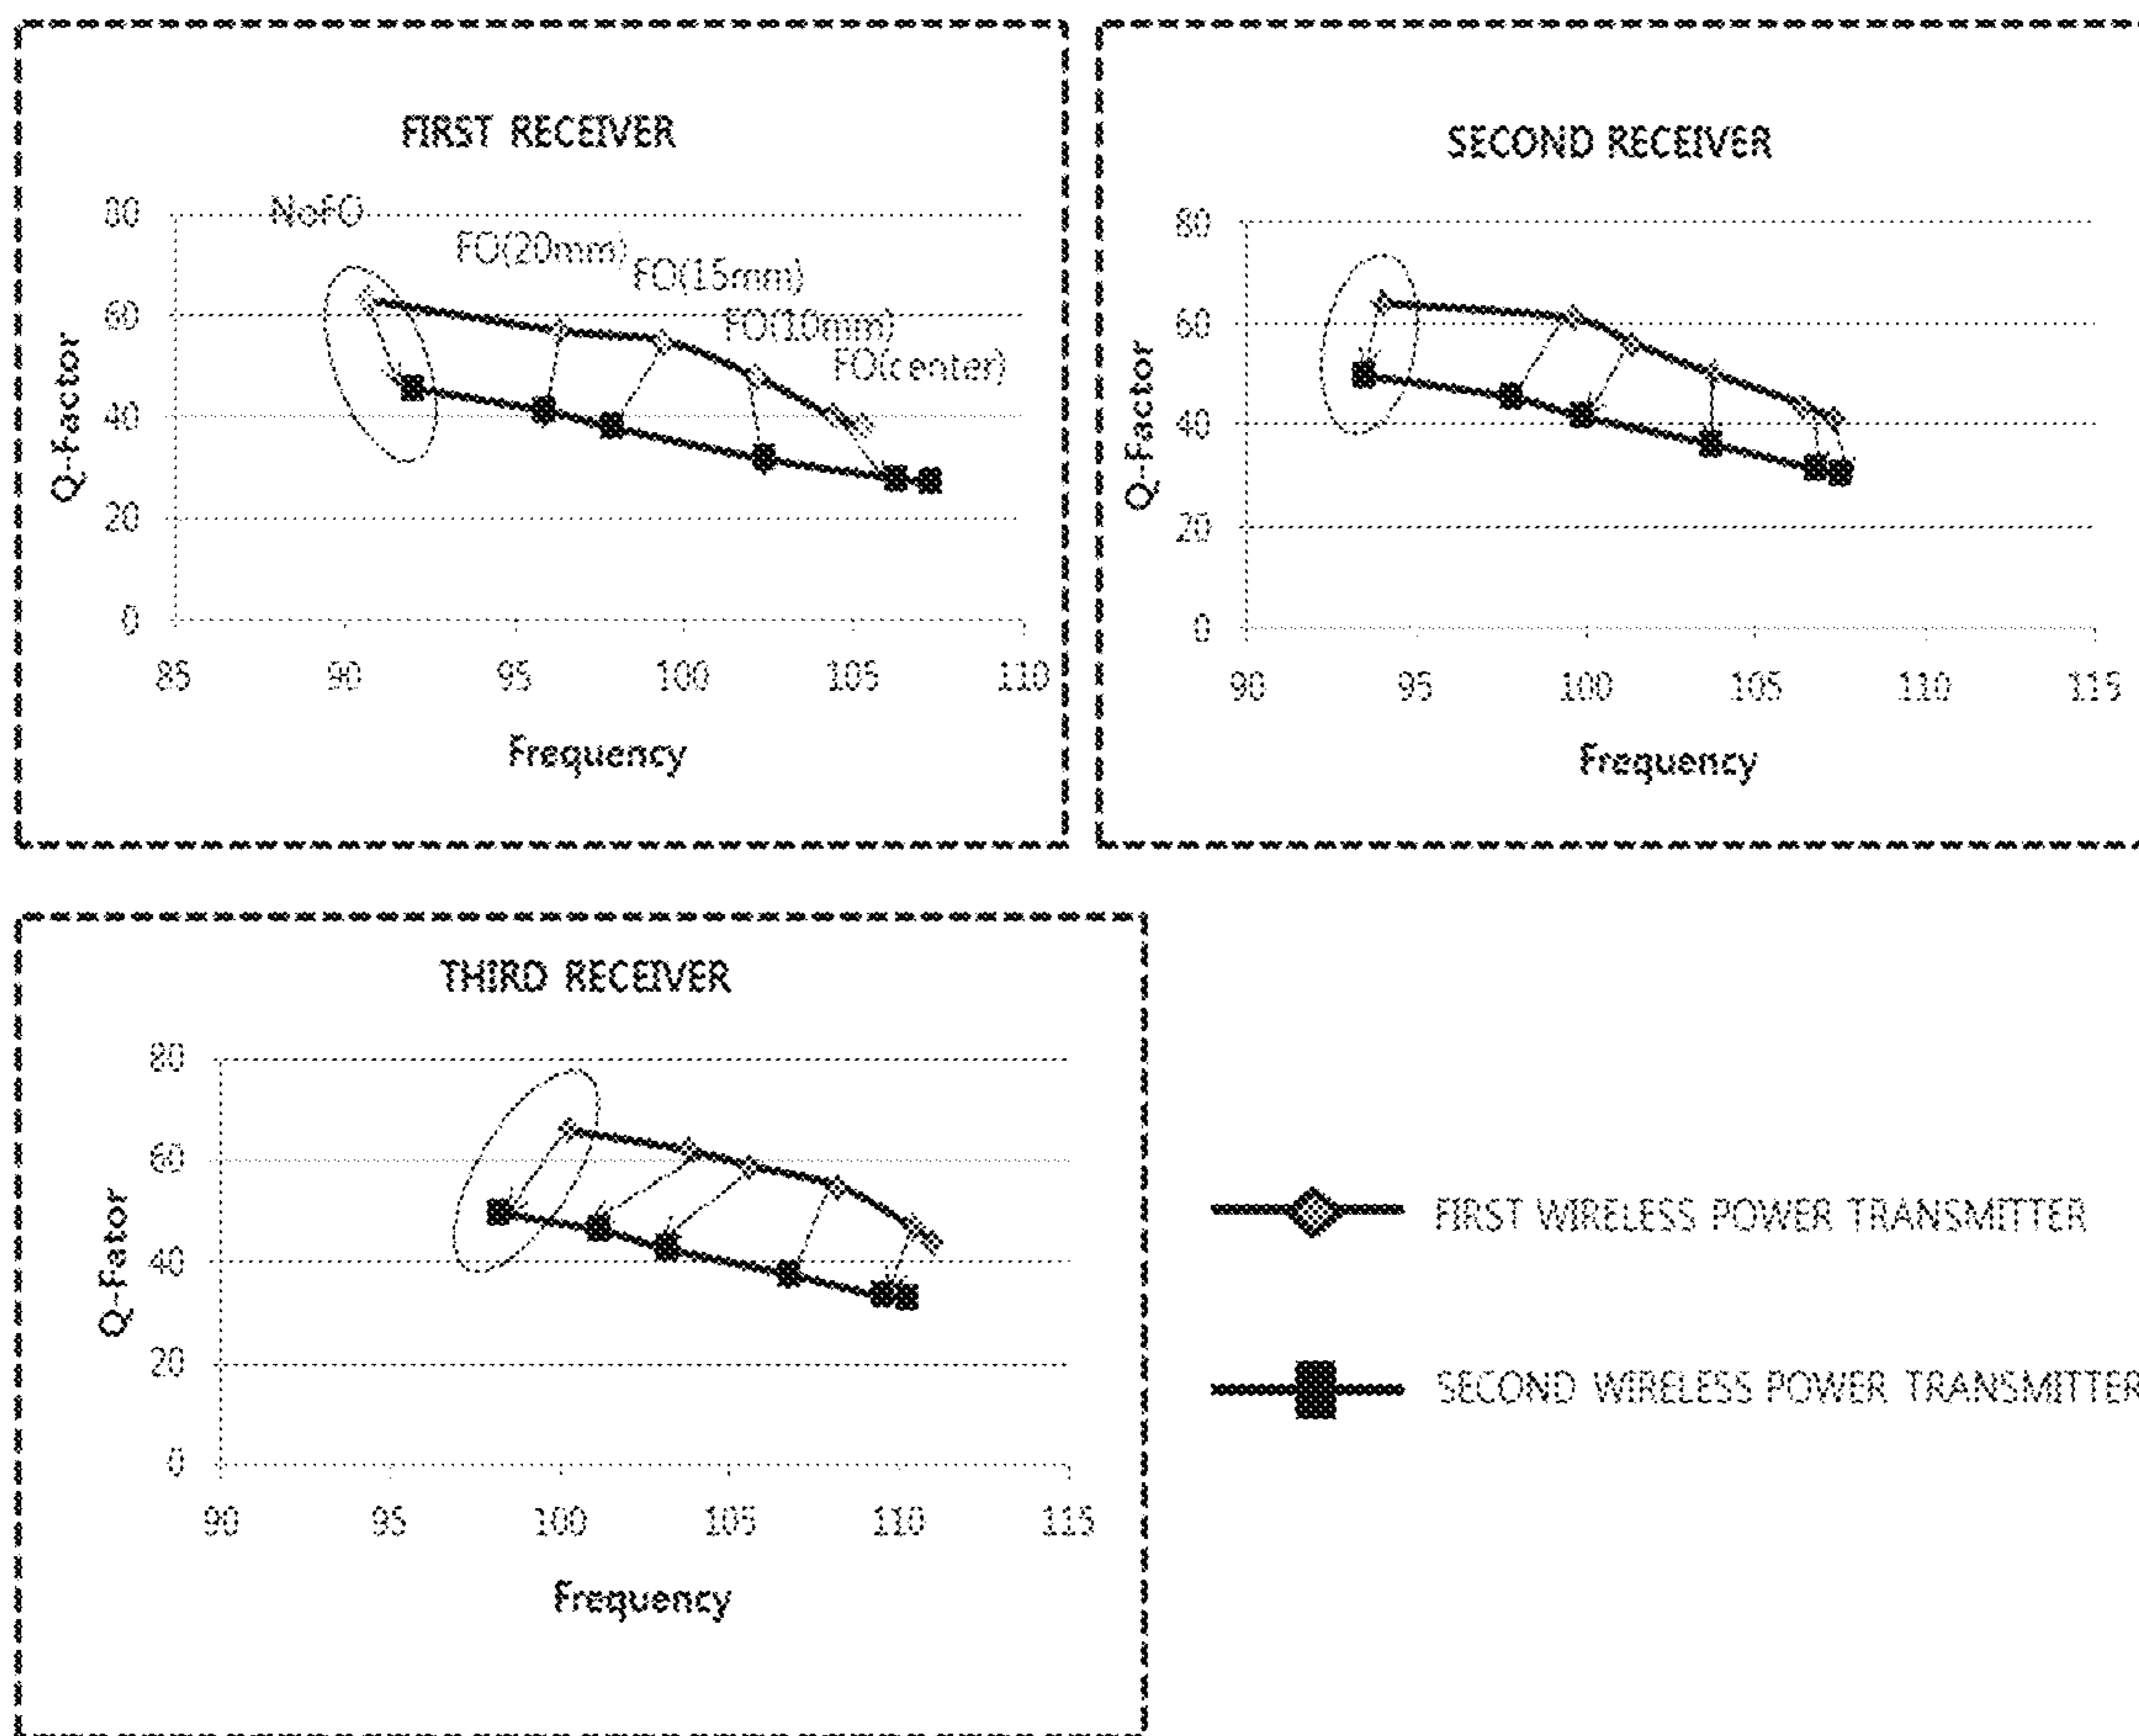 FIRST RECEIVER
80
NoFO
FO(20mm)
FO(15mm)
60
FO(10mm)
FO(center)
Q-Factor
40
20
0
85 90 95 100 105 110
Frequency
SECOND RECEIVER
80
60
Q-Factor
40
20
0
90 95 100 105 110 115
Frequency
THIRD RECEIVER
80
60
Q-Fator
40
20
0
90 95 100 105 110 115
Frequency
FIRST WIRELESS POWER TRANSMITTER
SECOND WIRELESS POWER TRANSMITTER